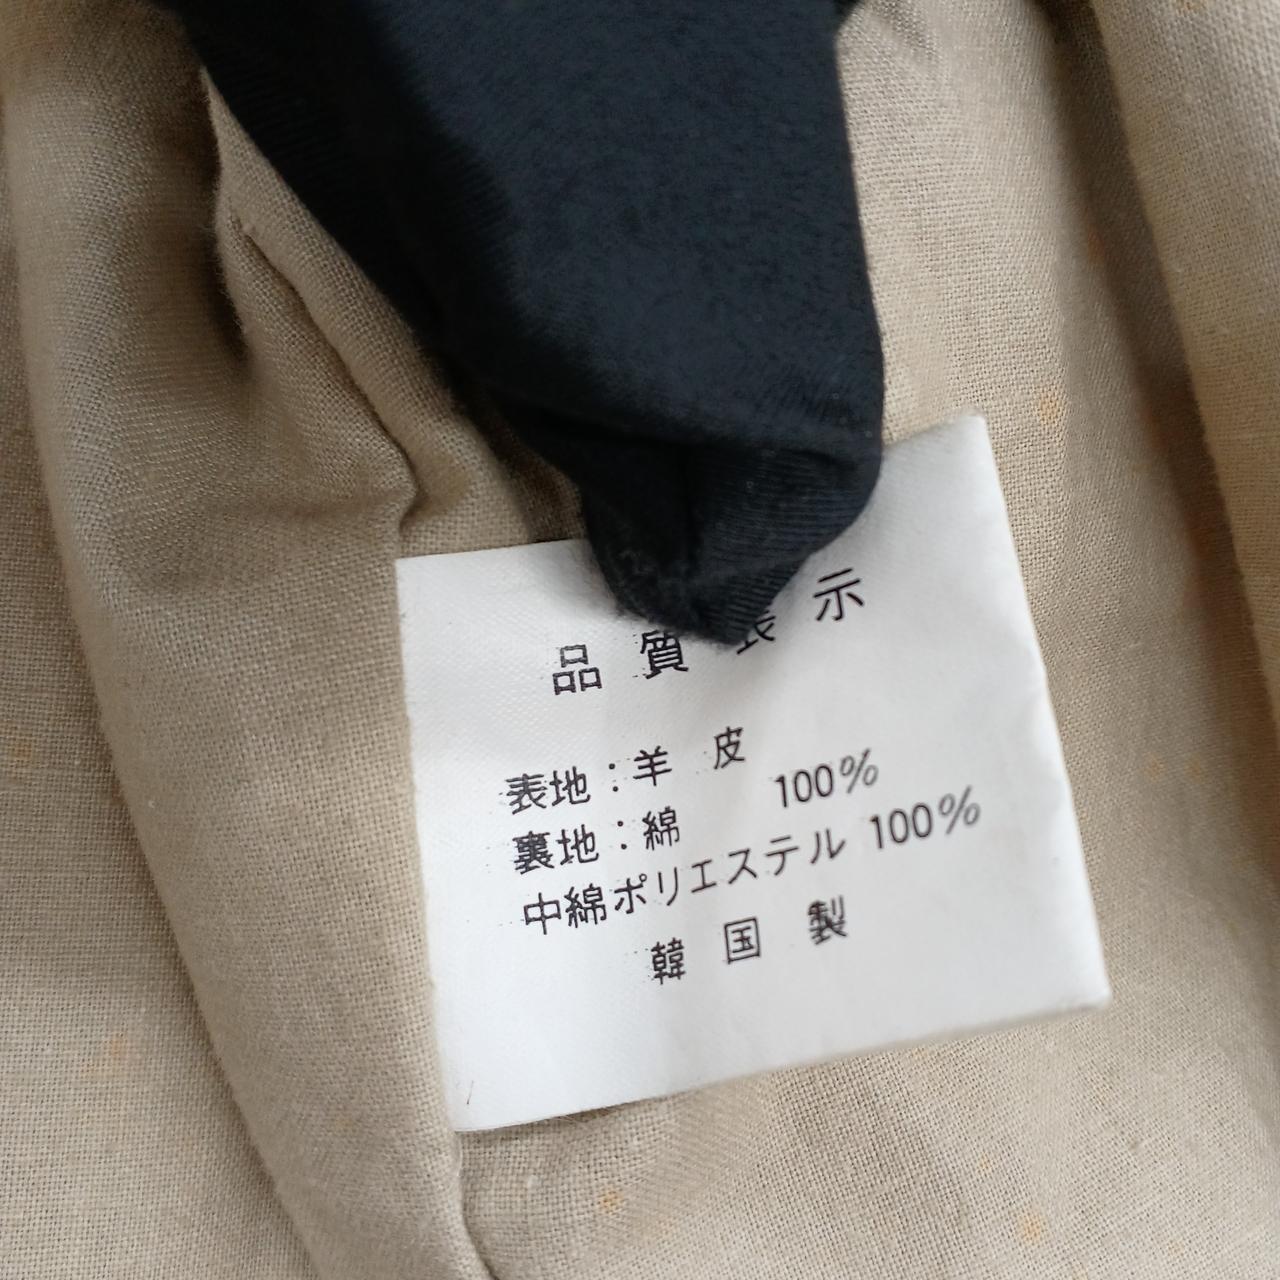 品質表示
表地：羊皮
裏地：綿 100%
中綿ポリエステル 100%
韓国製